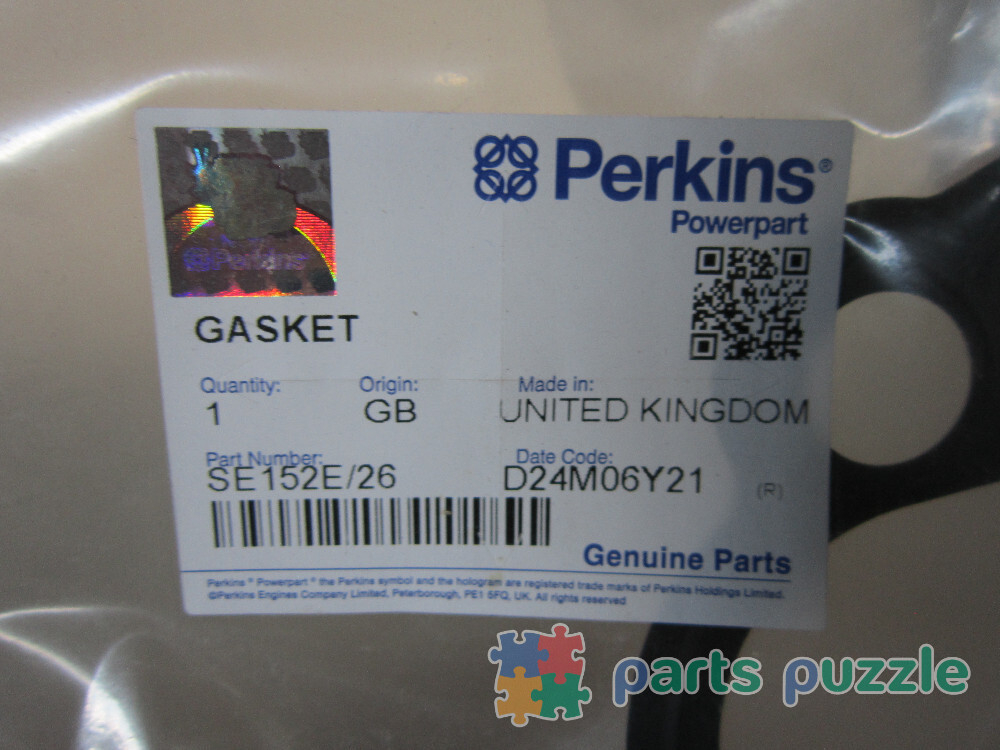 Perkins®
Powerpart
Perkins
GASKET
Quantity: Origin: Made in:
1 GB UNITED KINGDOM
Part Number: Date Code:
SE152E/26 D24M06Y21 (R)
Genuine Parts
Perkins ® Powerpart ® the Perkins symbol and the hologram are registered trade marks of Perkins Holdings Limited.
©Perkins Engines Company Limited, Peterborough, PE1 5FQ, UK. All rights reserved
parts puzzle